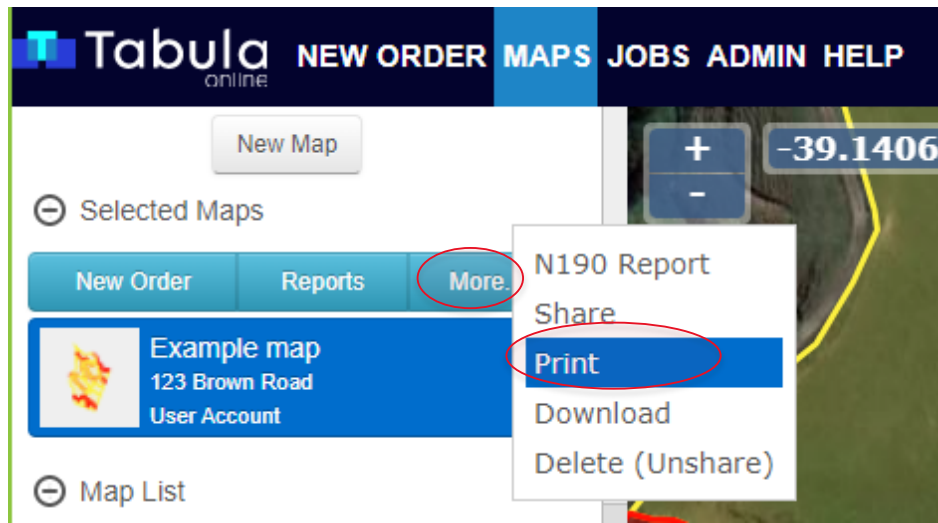 Tabula
online
NEW ORDER MAPS JOBS ADMIN HELP
New Map
+
-39.1406
-
Selected Maps
New Order Reports More.
N190 Report
Share
Print
Download
Delete (Unshare)
Example map
123 Brown Road
User Account
Map List